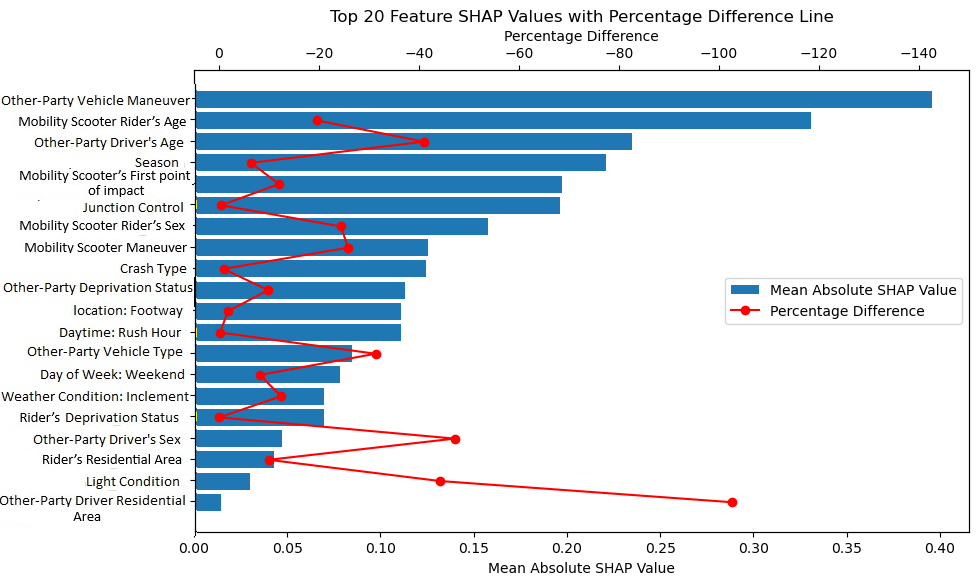 Top 20 Feature SHAP Values with Percentage Difference Line
Percentage Difference
0 −20 −40 −60 −80 −100 −120 −140
Other-Party Vehicle Maneuver
Mobility Scooter Rider’s Age
Other-Party Driver's Age
Season
Mobility Scooter’s First point
of impact
Junction Control
Mobility Scooter Rider’s Sex
Mobility Scooter Maneuver
Crash Type
Other-Party Deprivation Status
location: Footway
Daytime: Rush Hour
Other-Party Vehicle Type
Day of Week: Weekend
Weather Condition: Inclement
Rider’s Deprivation Status
Other-Party Driver's Sex
Rider’s Residential Area
Light Condition
Other-Party Driver Residential
Area
Mean Absolute SHAP Value
Percentage Difference
0.00 0.05 0.10 0.15 0.20 0.25 0.30 0.35 0.40
Mean Absolute SHAP Value